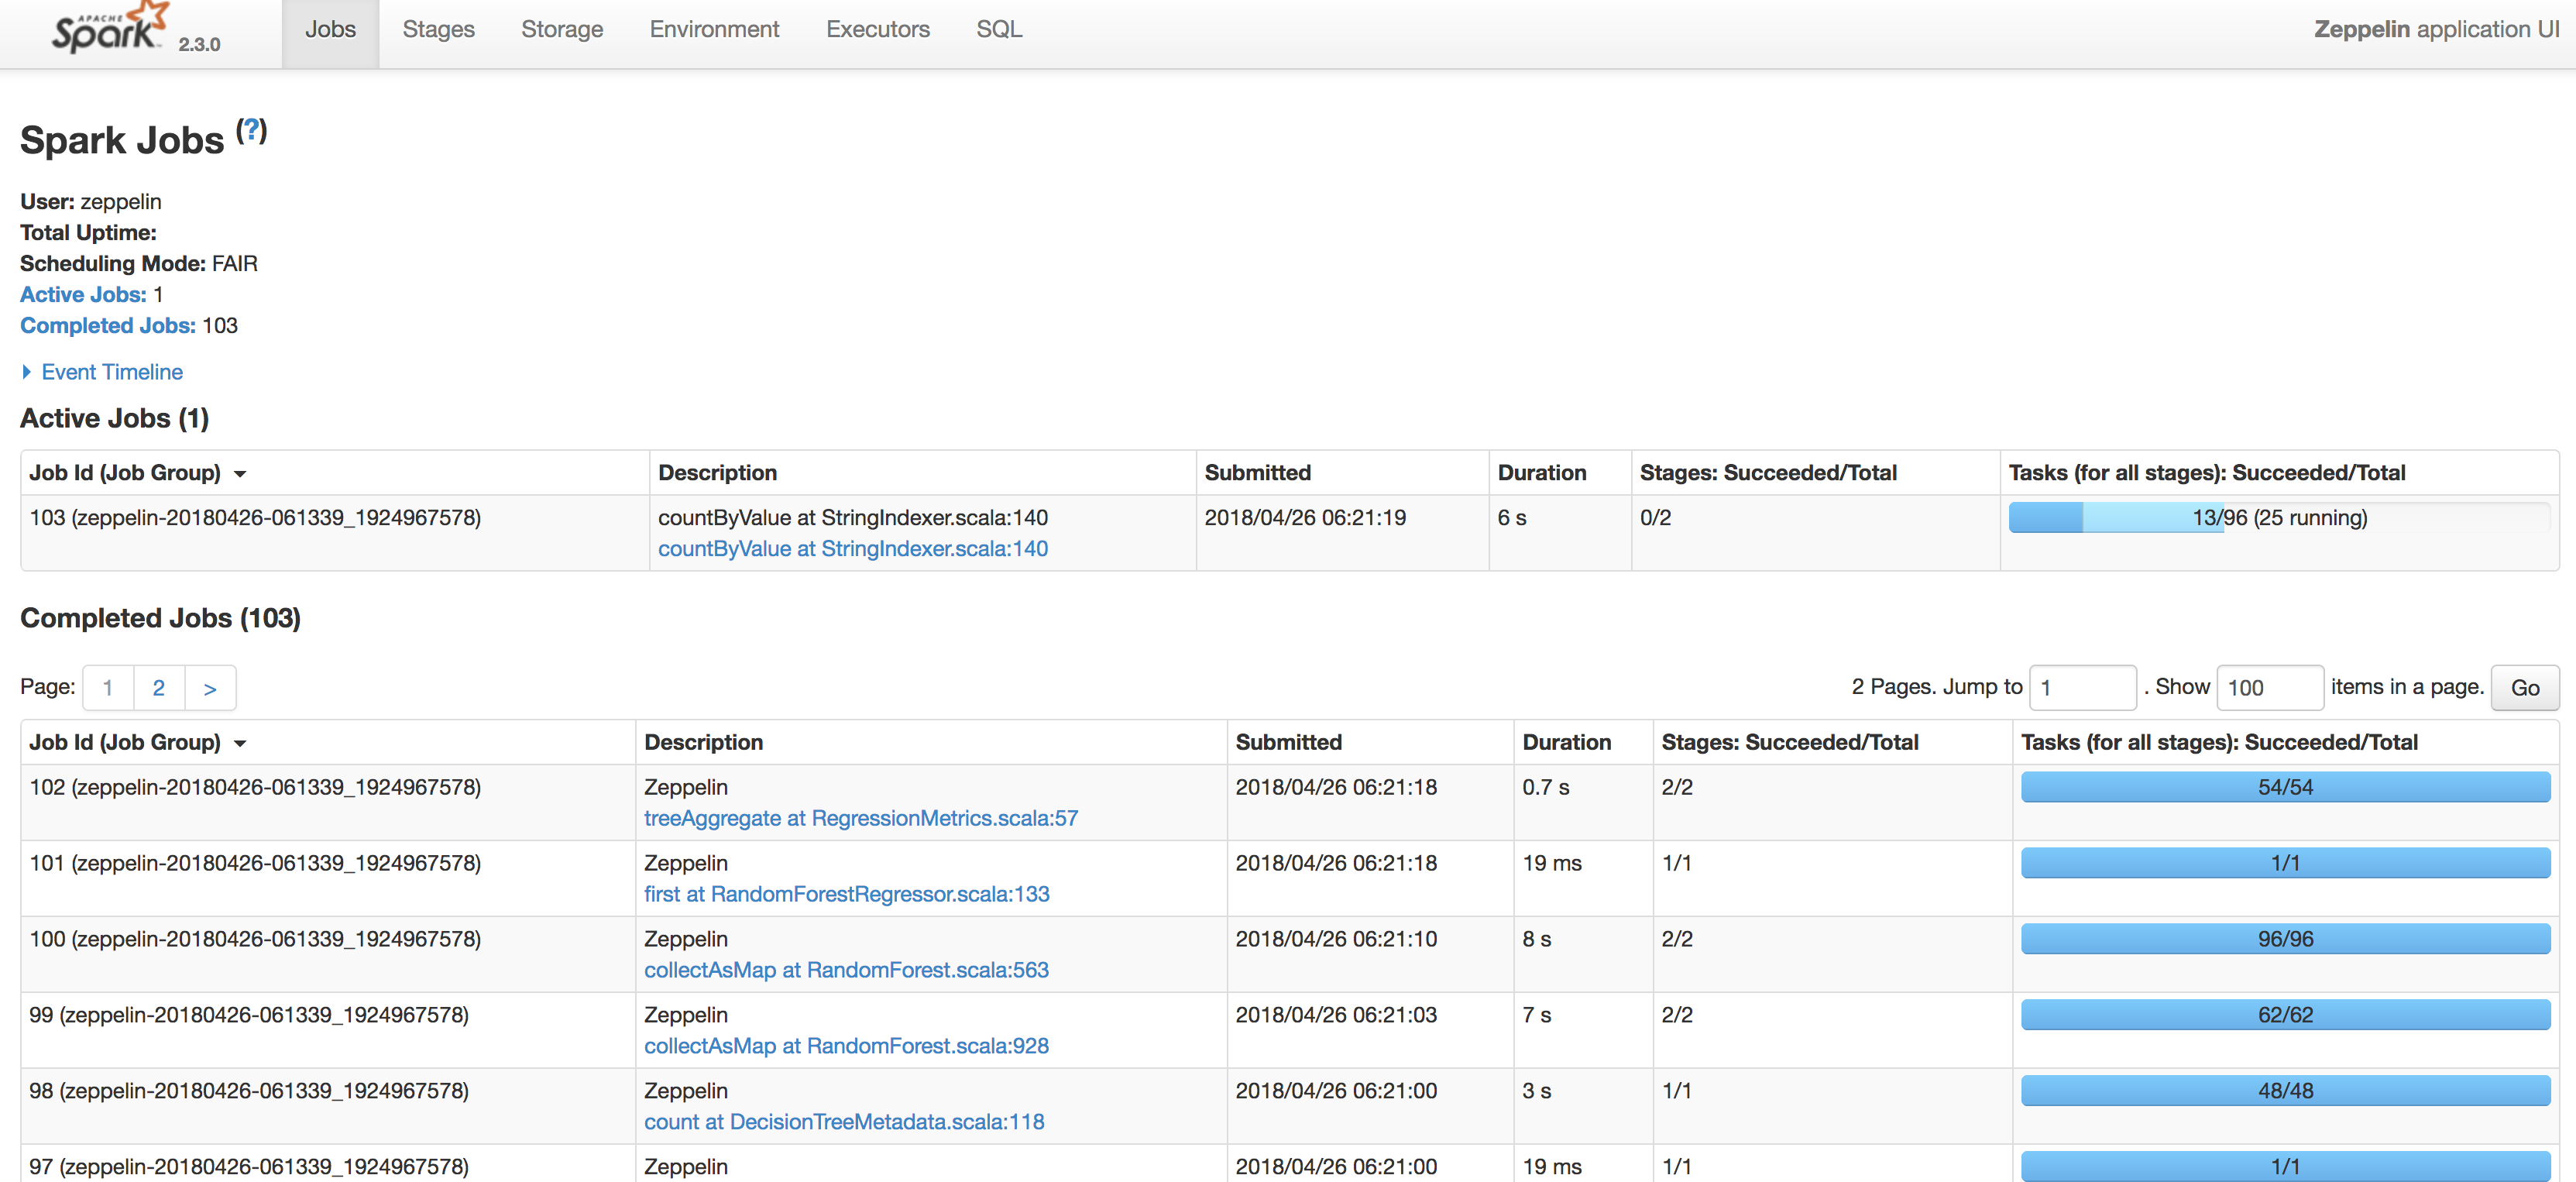 APACHE
Spark 2.3.0 Jobs Stages Storage Environment Executors SQL Zeppelin application UI
Spark Jobs (?)
User: zeppelin
Total Uptime:
Scheduling Mode: FAIR
Active Jobs: 1
Completed Jobs: 103
Event Timeline
Active Jobs (1)
Job Id (Job Group) Description Submitted Duration Stages: Succeeded/Total Tasks (for all stages): Succeeded/Total
103 (zeppelin-20180426-061339_1924967578) countByValue at StringIndexer.scala:140 2018/04/26 06:21:19 6 s 0/2 13/96 (25 running)
countByValue at StringIndexer.scala:140
Completed Jobs (103)
Page: 1 2 > 2 Pages. Jump to 1 . Show 100 items in a page. Go
Job Id (Job Group) Description Submitted Duration Stages: Succeeded/Total Tasks (for all stages): Succeeded/Total
102 (zeppelin-20180426-061339_1924967578) Zeppelin 2018/04/26 06:21:18 0.7 s 2/2 54/54
treeAggregate at RegressionMetrics.scala:57
101 (zeppelin-20180426-061339_1924967578) Zeppelin 2018/04/26 06:21:18 19 ms 1/1 1/1
first at RandomForestRegressor.scala:133
100 (zeppelin-20180426-061339_1924967578) Zeppelin 2018/04/26 06:21:10 8 s 2/2 96/96
collectAsMap at RandomForest.scala:563
99 (zeppelin-20180426-061339_1924967578) Zeppelin 2018/04/26 06:21:03 7 s 2/2 62/62
collectAsMap at RandomForest.scala:928
98 (zeppelin-20180426-061339_1924967578) Zeppelin 2018/04/26 06:21:00 3 s 1/1 48/48
count at DecisionTreeMetadata.scala:118
97 (zeppelin-20180426-061339_1924967578) Zeppelin 2018/04/26 06:21:00 19 ms 1/1 1/1